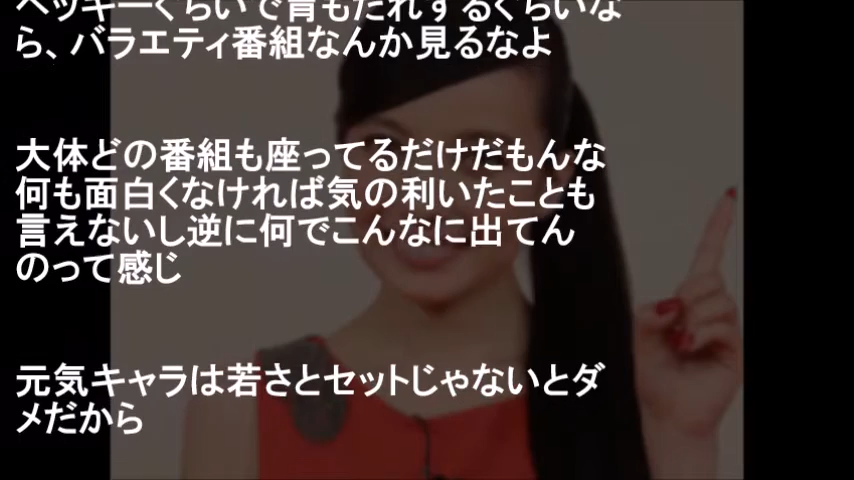 ベッキーぐらいで胃もたれするぐらいな
ら、バラエティ番組なんか見るなよ
大体どの番組も座ってるだけだもんな
何も面白くなければ気の利いたことも
言えないし逆に何でこんなに出てん
のって感じ
元気キャラは若さとセットじゃないとダ
メだから